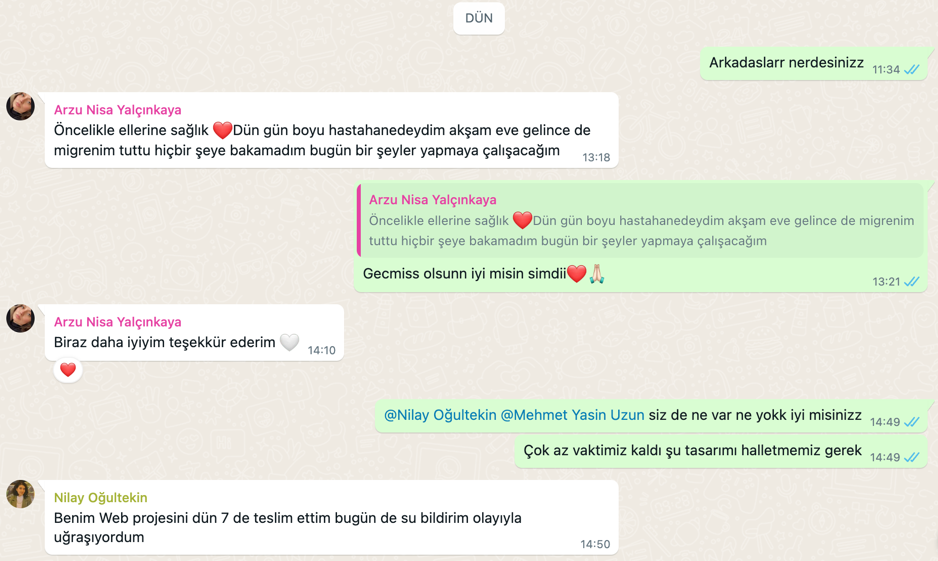 DÜN
Arkadaslarr nerdesinizz 11:34
Arzu Nisa Yalçınkaya
Öncelikle ellerine sağlık ❤️Dün gün boyu hastahanedeydim akşam eve gelince de
migrenim tuttu hiçbir şeye bakamadım bugün bir şeyler yapmaya çalışacağım 13:18
Arzu Nisa Yalçınkaya
Öncelikle ellerine sağlık ❤️Dün gün boyu hastahanedeydim akşam eve gelince de migrenim
tuttu hiçbir şeye bakamadım bugün bir şeyler yapmaya çalışacağım
Gecmiss olsunn iyi misin simdii❤️🙏🏻 13:21
Arzu Nisa Yalçınkaya
Biraz daha iyiyim teşekkür ederim 🤍 14:10
❤️
@Nilay Oğultekin @Mehmet Yasin Uzun siz de ne var ne yokk iyi misinizz 14:49
Çok az vaktimiz kaldı şu tasarımı halletmemiz gerek 14:49
Nilay Oğultekin
Benim Web projesini dün 7 de teslim ettim bugün de su bildirim olayıyla
uğraşıyordum 14:50